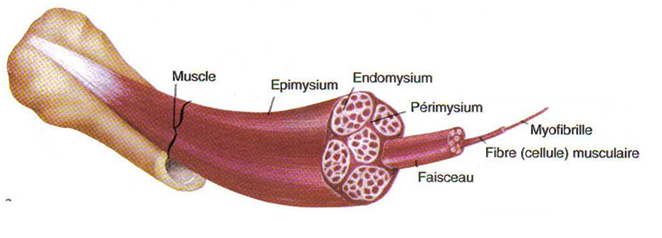 Muscle
Epimysium
Endomysium
Périmysium
Myofibrille
Fibre (cellule) musculaire
Faisceau